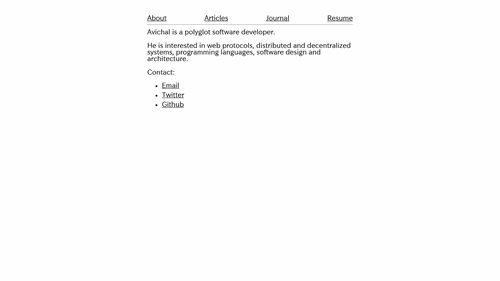 About Articles Journal Resume
Avichal is a polyglot software developer.
He is interested in web protocols, distributed and decentralized
systems, programming languages, software design and
architecture.
Contact:
• Email
• Twitter
• Github